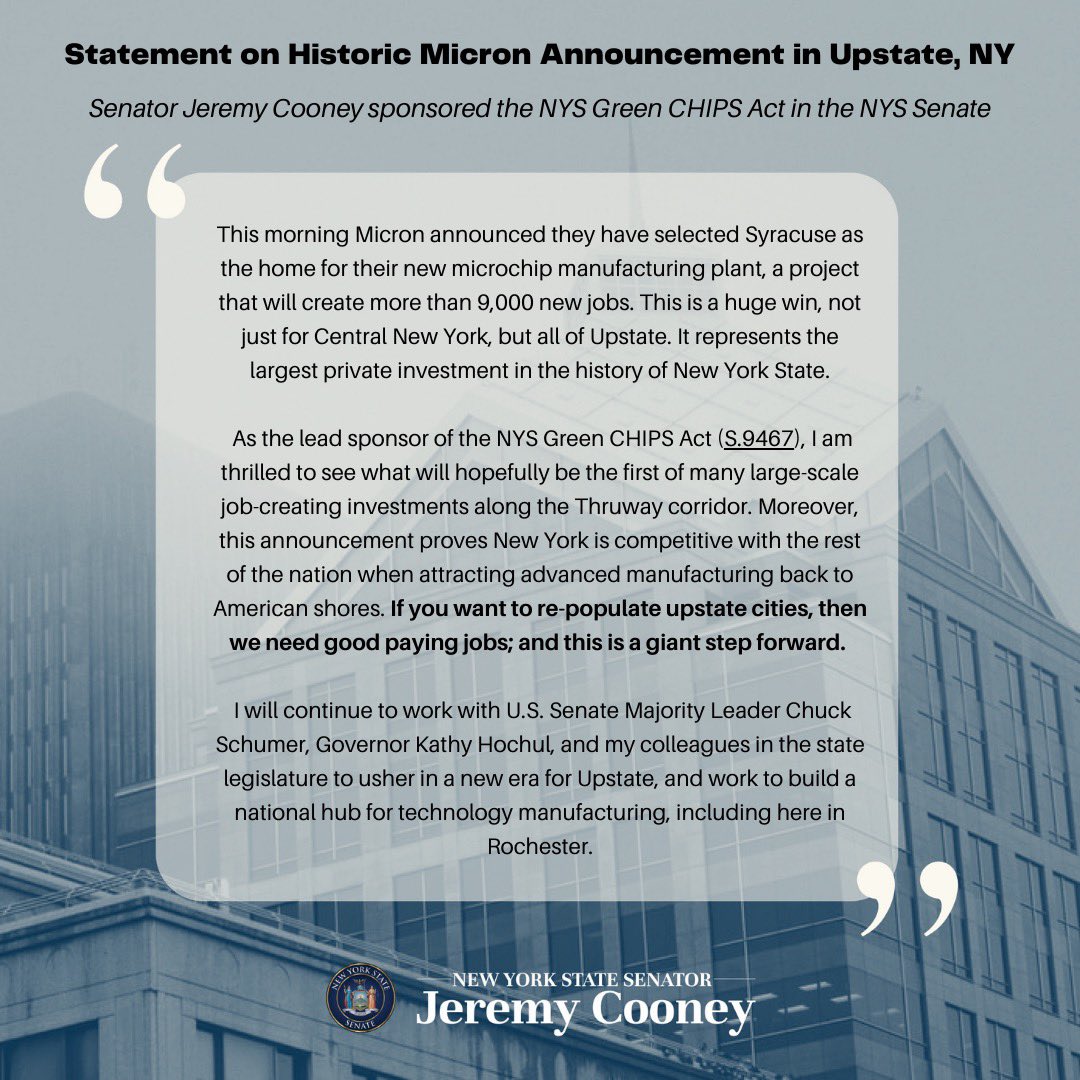 Statement on Historic Micron Announcement in Upstate, NY
Senator Jeremy Cooney sponsored the NYS Green CHIPS Act in the NYS Senate
“
This morning Micron announced they have selected Syracuse as
the home for their new microchip manufacturing plant, a project
that will create more than 9,000 new jobs. This is a huge win, not
just for Central New York, but all of Upstate. It represents the
largest private investment in the history of New York State.
As the lead sponsor of the NYS Green CHIPS Act (S.9467), I am
thrilled to see what will hopefully be the first of many large-scale
job-creating investments along the Thruway corridor. Moreover,
this announcement proves New York is competitive with the rest
of the nation when attracting advanced manufacturing back to
American shores. If you want to re-populate upstate cities, then
we need good paying jobs; and this is a giant step forward.
I will continue to work with U.S. Senate Majority Leader Chuck
Schumer, Governor Kathy Hochul, and my colleagues in the state
legislature to usher in a new era for Upstate, and work to build a
national hub for technology manufacturing, including here in
Rochester.
”
NEW YORK STATE
SENATE
NEW YORK STATE SENATOR
Jeremy Cooney